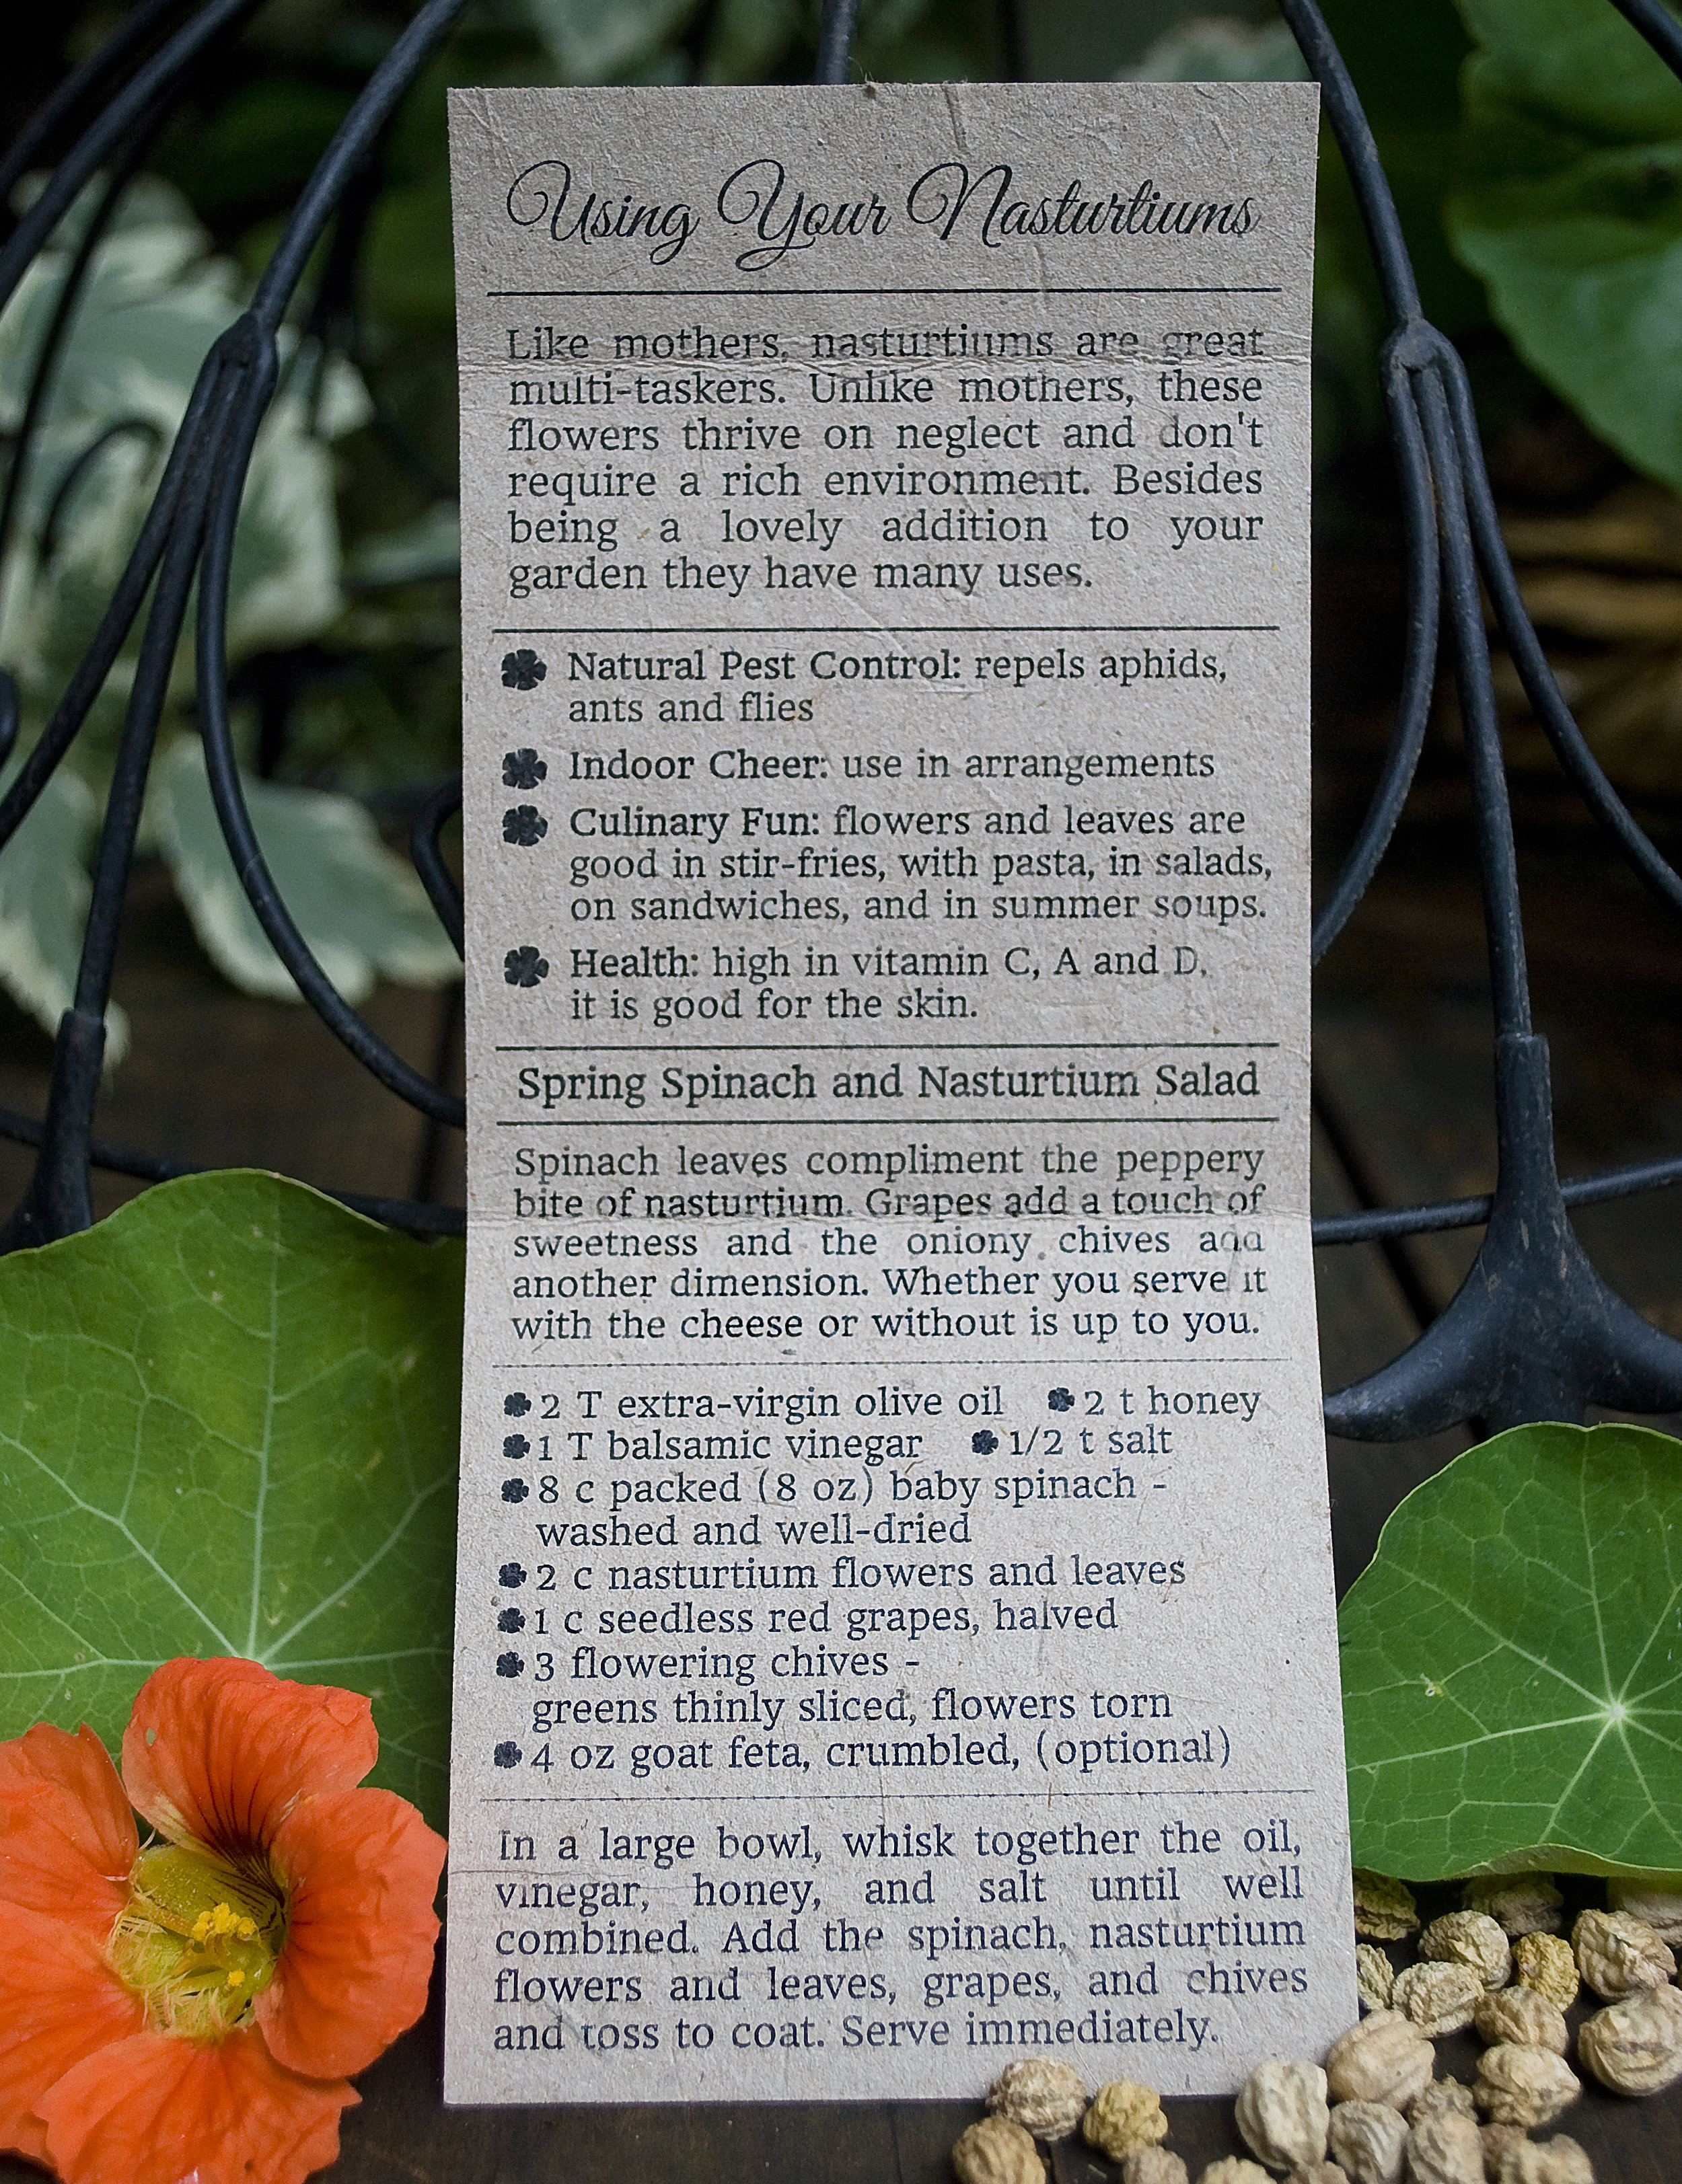 Using Your Nasturtiums
Like mothers, nasturtiums are great
multi-taskers. Unlike mothers, these
flowers thrive on neglect and don't
require a rich environment. Besides
being a lovely addition to your
garden they have many uses.
Natural Pest Control: repels aphids,
ants and flies
Indoor Cheer: use in arrangements
Culinary Fun: flowers and leaves are
good in stir-fries, with pasta, in salads,
on sandwiches, and in summer soups.
Health: high in vitamin C, A and D,
it is good for the skin.
Spring Spinach and Nasturtium Salad
Spinach leaves compliment the peppery
bite of nasturtium. Grapes add a touch of
sweetness and the oniony chives add
another dimension. Whether you serve it
with the cheese or without is up to you.
2 T extra-virgin olive oil 2 t honey
1 T balsamic vinegar 1/2 t salt
8 c packed (8 oz) baby spinach -
washed and well-dried
2 c nasturtium flowers and leaves
1 c seedless red grapes, halved
3 flowering chives -
greens thinly sliced, flowers torn
4 oz goat feta, crumbled, (optional)
In a large bowl, whisk together the oil,
vinegar, honey, and salt until well
combined. Add the spinach, nasturtium
flowers and leaves, grapes, and chives
and toss to coat. Serve immediately.